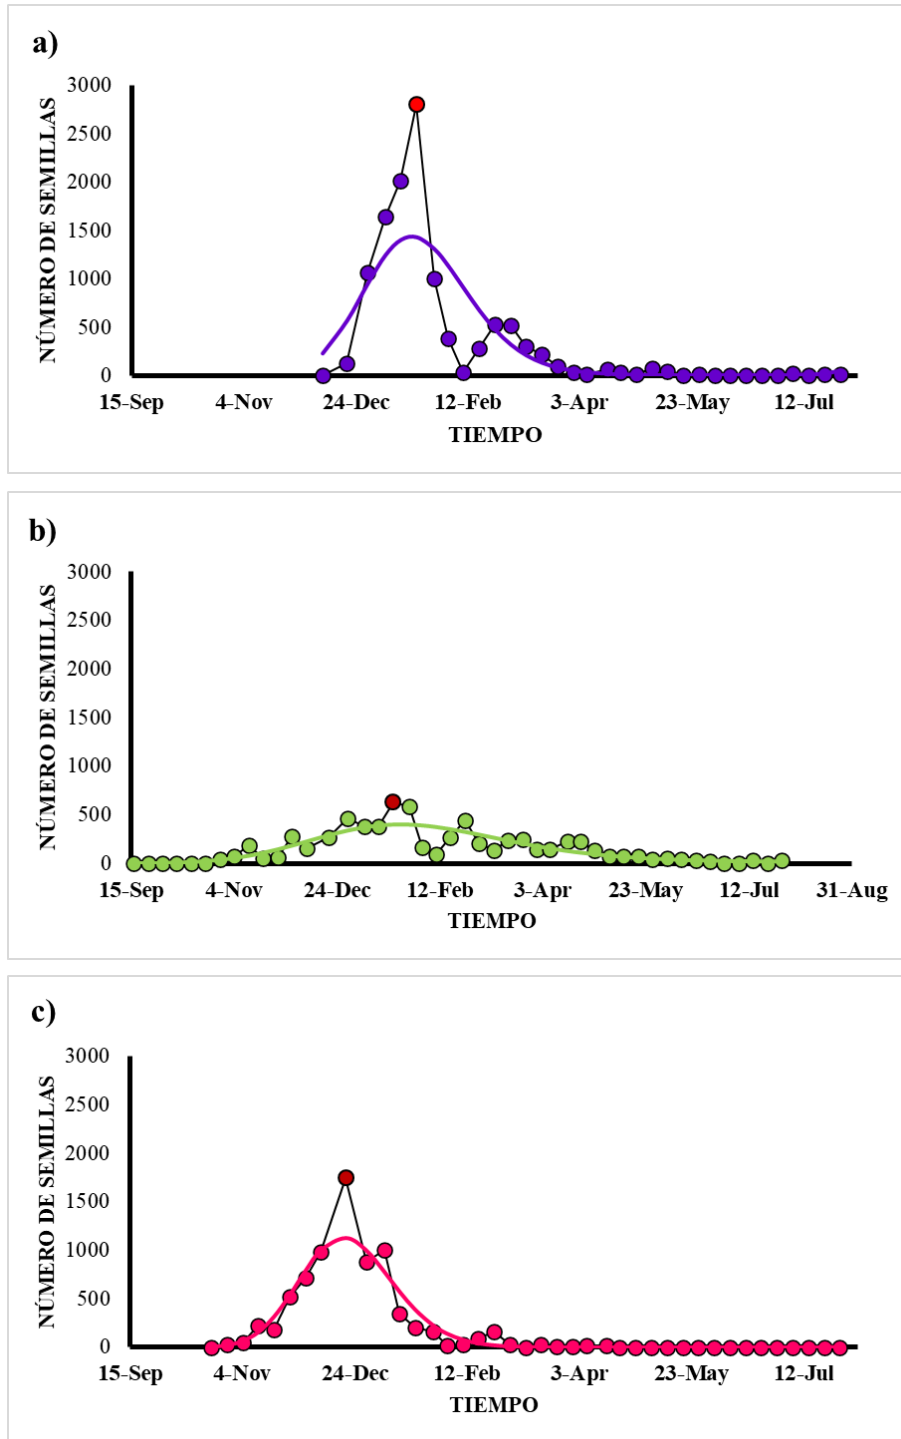 a)
NÚMERO DE SEMILLAS
3000
2500
2000
1500
1000
500
0
15-Sep 4-Nov 24-Dec 12-Feb 3-Apr 23-May 12-Jul
TIEMPO
b)
NÚMERO DE SEMILLAS
3000
2500
2000
1500
1000
500
0
15-Sep 4-Nov 24-Dec 12-Feb 3-Apr 23-May 12-Jul 31-Aug
TIEMPO
c)
NÚMERO DE SEMILLAS
3000
2500
2000
1500
1000
500
0
15-Sep 4-Nov 24-Dec 12-Feb 3-Apr 23-May 12-Jul
TIEMPO